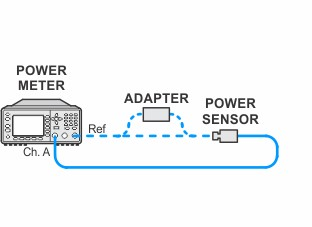 POWER
METER
ADAPTER
POWER
SENSOR
Ref
Ch. A